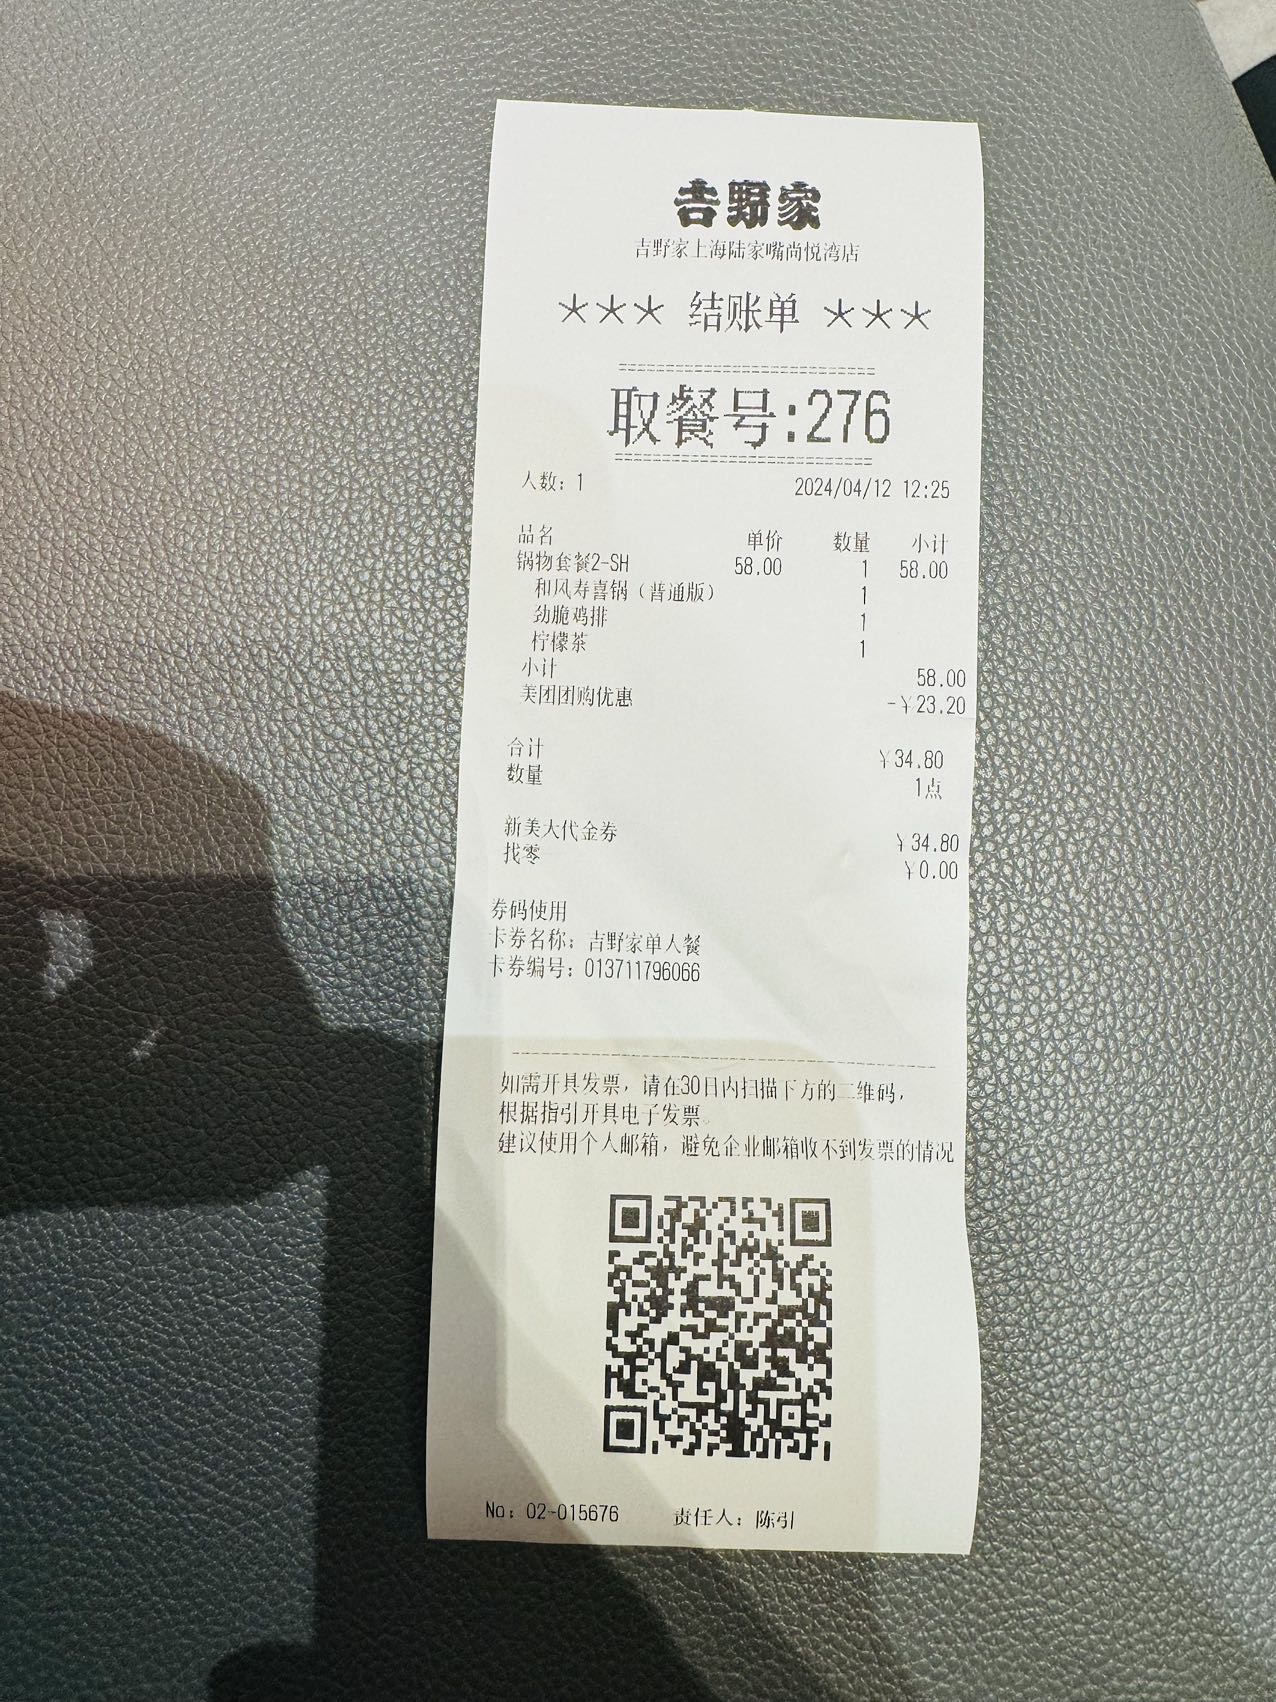 吉野家
吉野家上海陆家嘴尚悦湾店
*** 结账单 ***
==========================
取餐号:276
==========================
人数: 1 2024/04/12 12:25
品名 单价 数量 小计
锅物套餐2-SH 58.00 1 58.00
和风寿喜锅（普通版） 1
劲脆鸡排 1
柠檬茶 1
小计 58.00
美团团购优惠 -￥23.20
合计 ￥34.80
数量 1点
新美大代金券 ￥34.80
找零 ￥0.00
券码使用
卡券名称: 吉野家单人餐
卡券编号: 013711796066
如需开具发票, 请在30日内扫描下方的二维码,
根据指引开具电子发票。
建议使用个人邮箱, 避免企业邮箱收不到发票的情况
No: 02-015676 责任人: 陈引